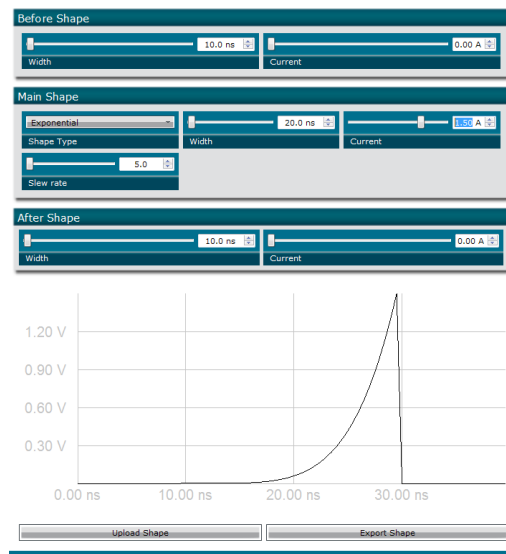 Before Shape
10.0 ns 0.00 A
Width Current
Main Shape
Exponential 20.0 ns 1.50 A
Shape Type Width Current
5.0
Slew rate
After Shape
10.0 ns 0.00 A
Width Current
1.20 V
0.90 V
0.60 V
0.30 V
0.00 ns 10.00 ns 20.00 ns 30.00 ns
Upload Shape Export Shape